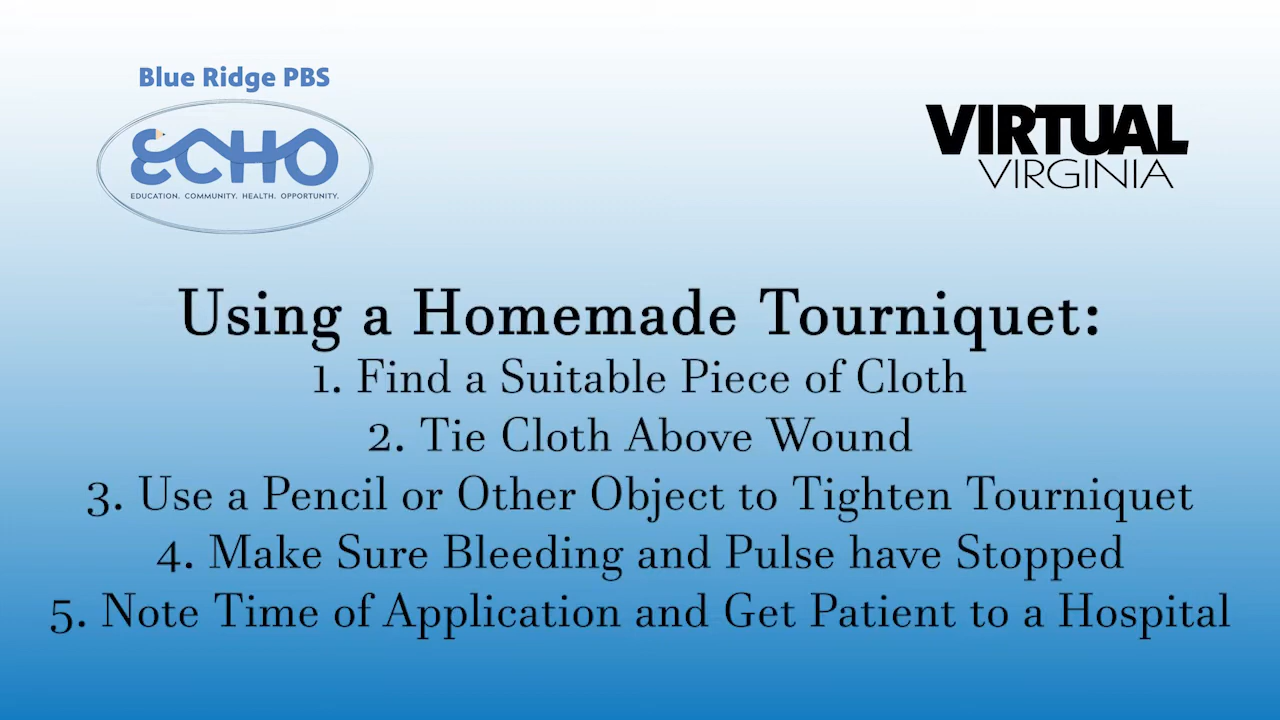 Blue Ridge PBS
ECHO
EDUCATION. COMMUNITY. HEALTH. OPPORTUNITY.
VIRTUAL
VIRGINIA
Using a Homemade Tourniquet:
1. Find a Suitable Piece of Cloth
2. Tie Cloth Above Wound
3. Use a Pencil or Other Object to Tighten Tourniquet
4. Make Sure Bleeding and Pulse have Stopped
5. Note Time of Application and Get Patient to a Hospital